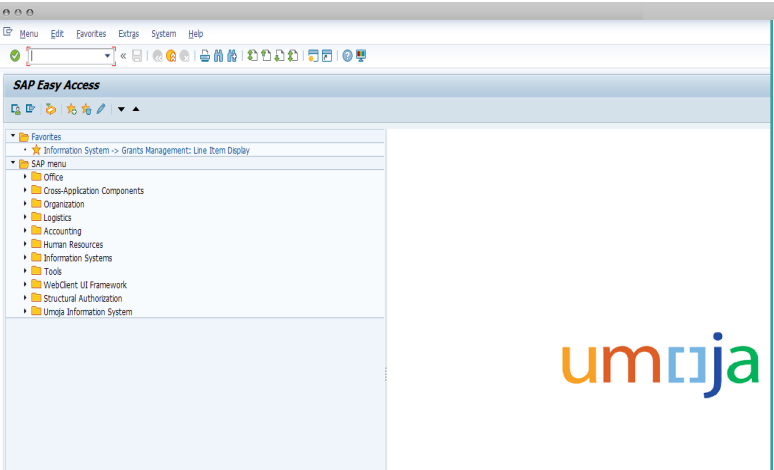 Menu Edit Favorites Extras System Help
SAP Easy Access
Favorites
Information System -> Grants Management: Line Item Display
SAP menu
Office
Cross-Application Components
Organization
Logistics
Accounting
Human Resources
Information Systems
Tools
WebClient UI Framework
Structural Authorization
Umoja Information System
umoja